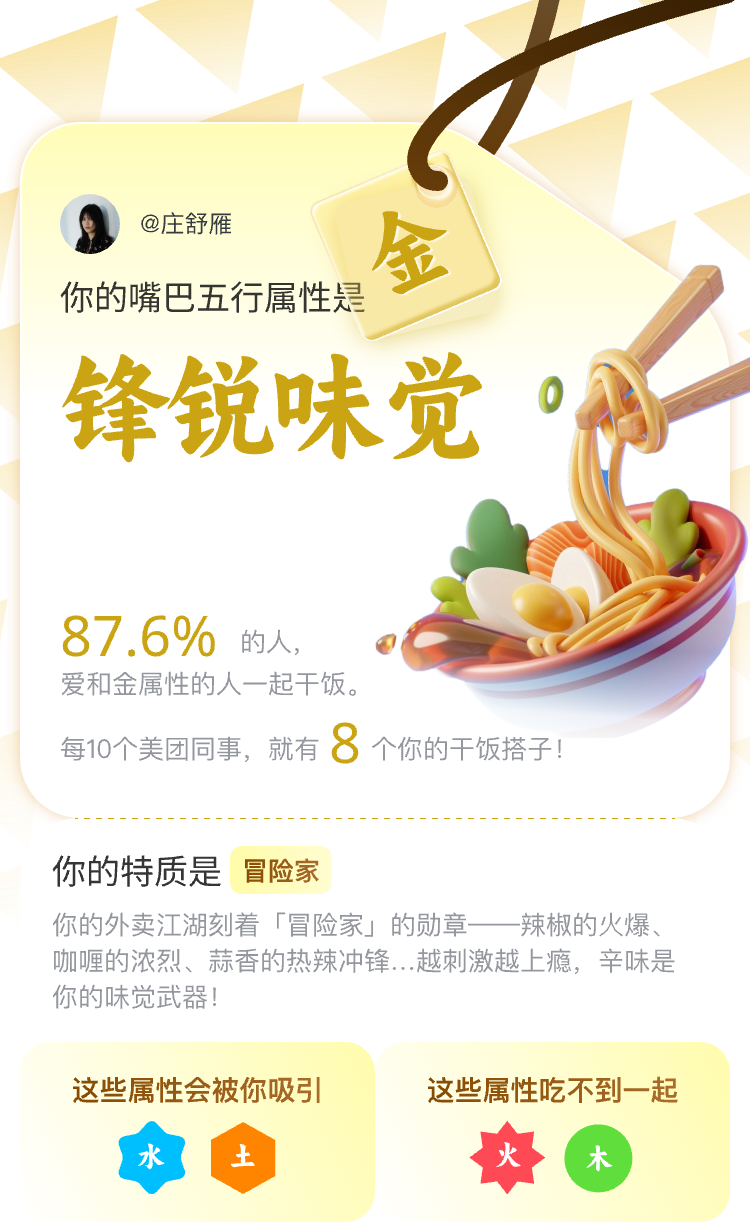 金
@庄舒雁
你的嘴巴五行属性是
锋锐味觉
87.6% 的人，
爱和金属性的人一起干饭。
每10个美团同事，就有 8 个你的干饭搭子！
你的特质是 冒险家
你的外卖江湖刻着「冒险家」的勋章——辣椒的火爆、
咖喱的浓烈、蒜香的热辣冲锋...越刺激越上瘾，辛味是
你的味觉武器！
这些属性会被你吸引
水 土
这些属性吃不到一起
火 木